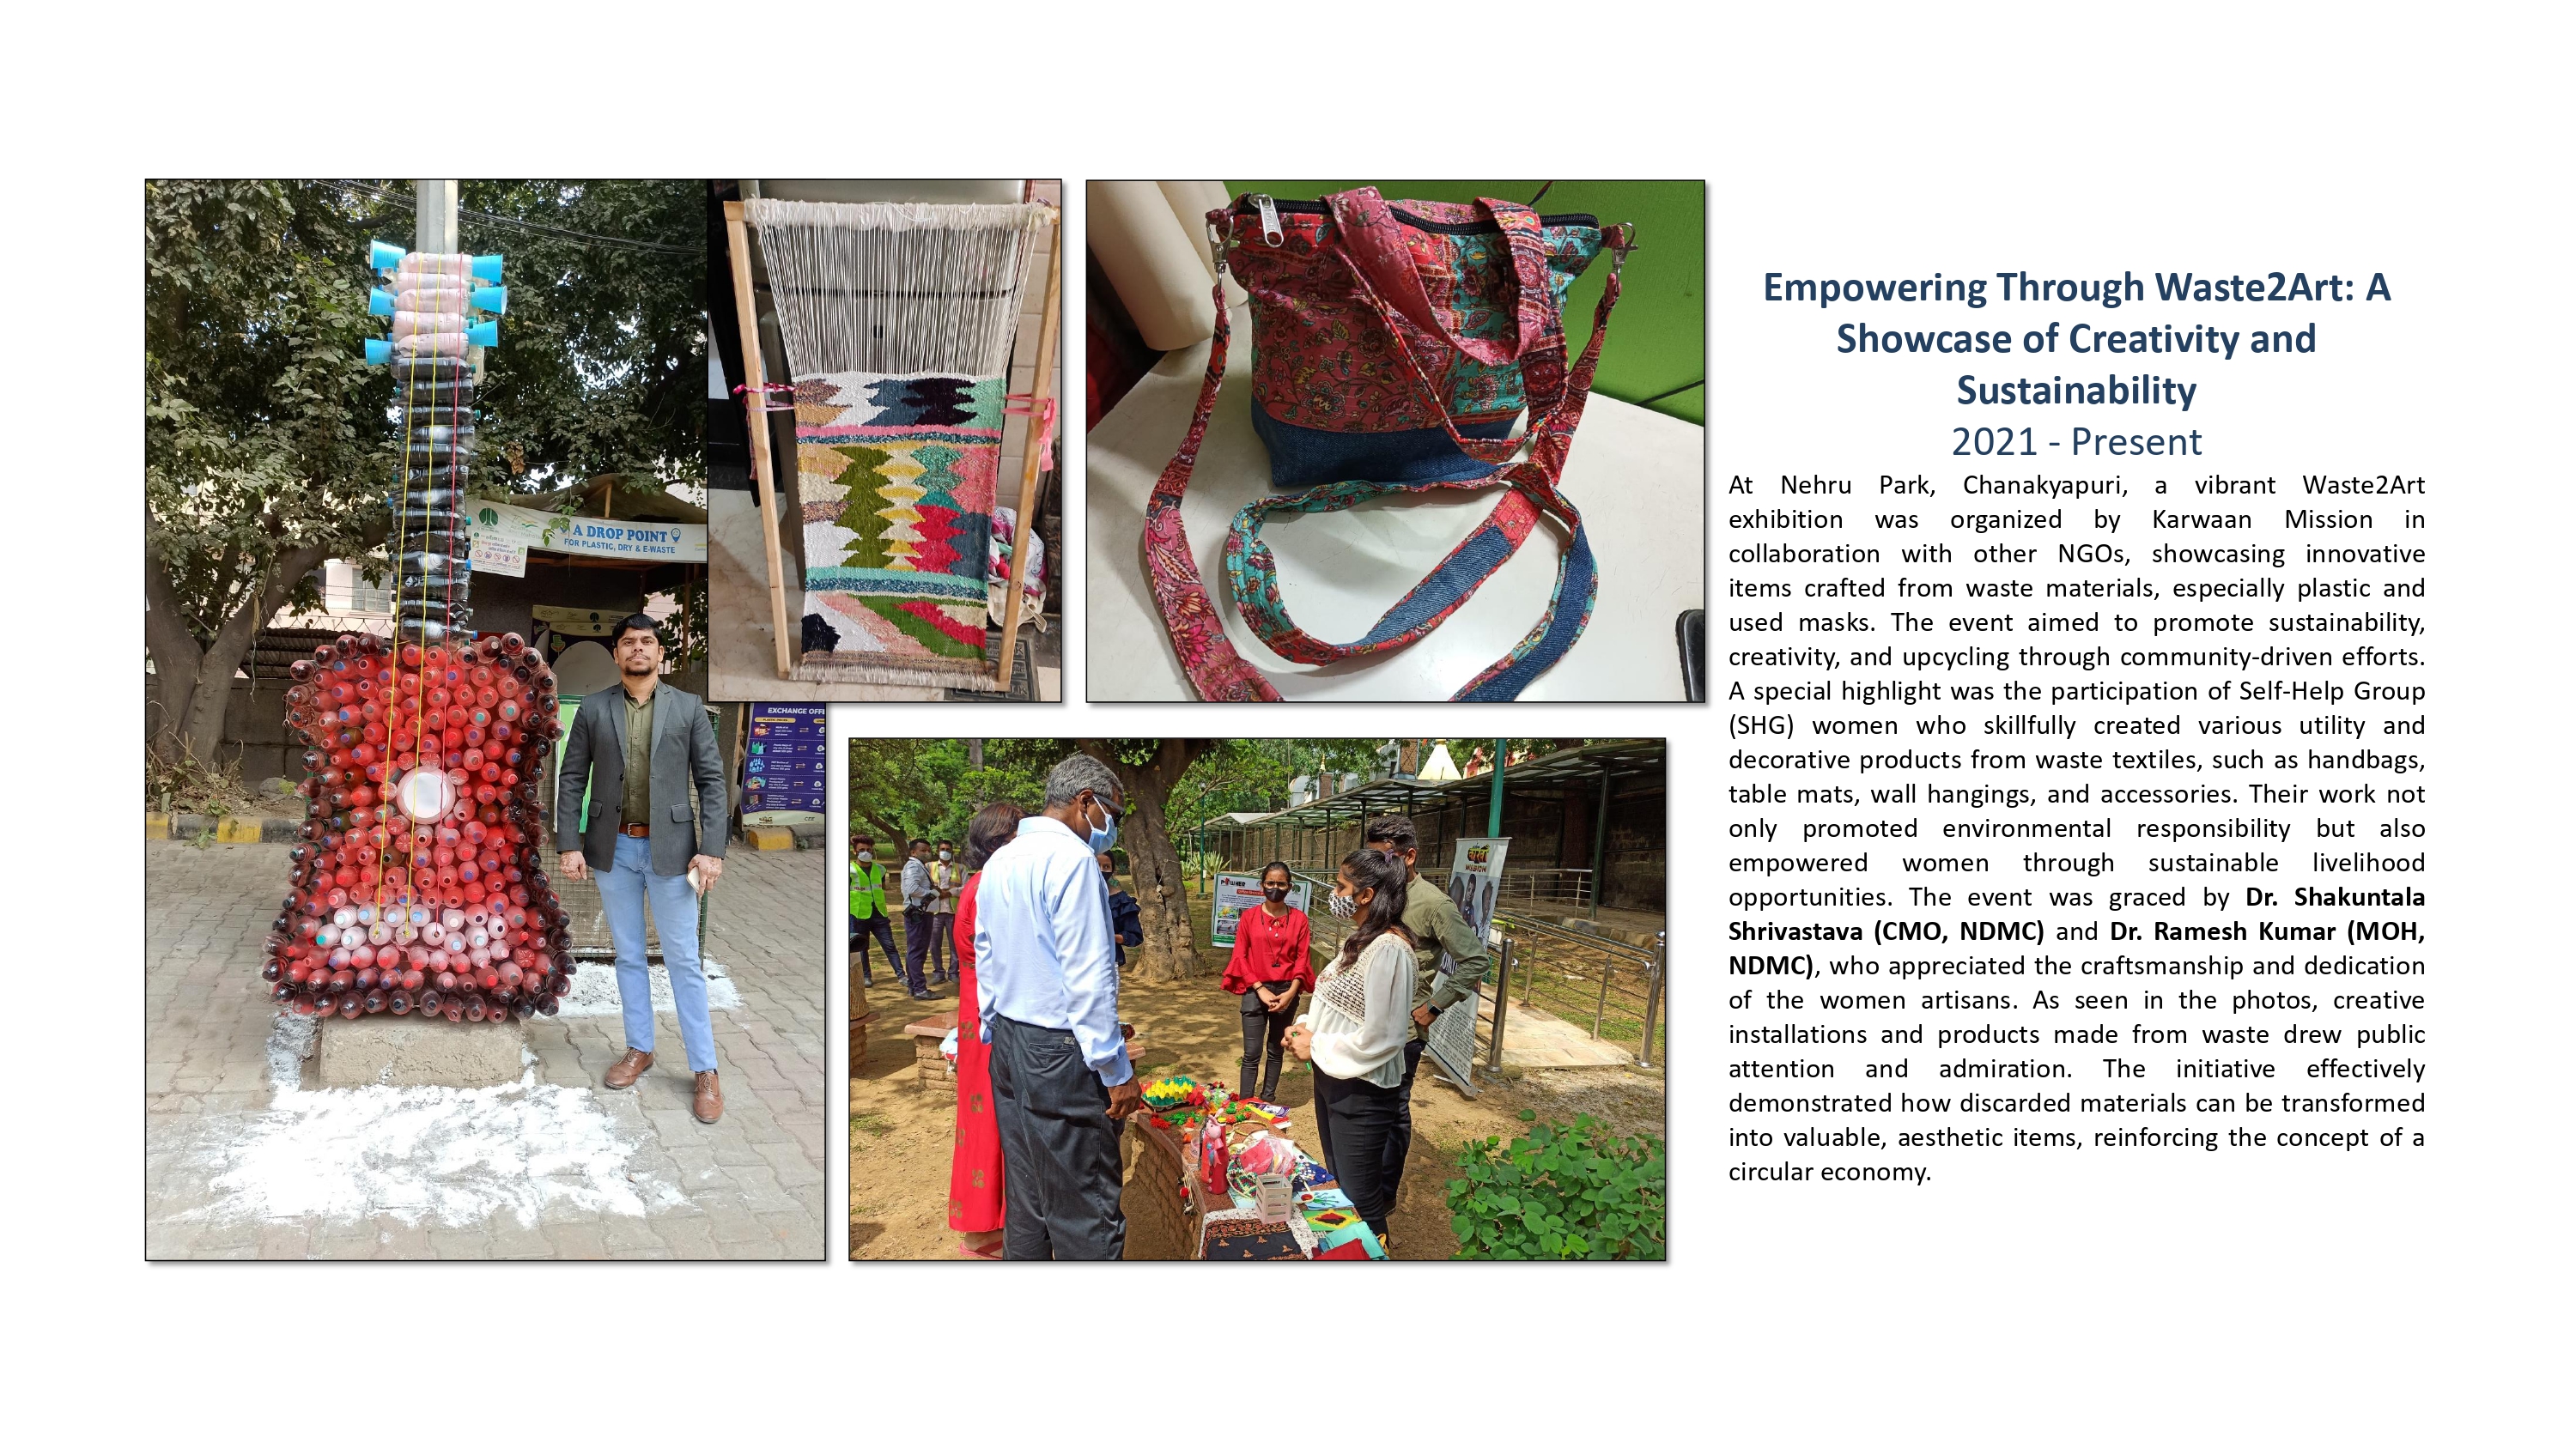 A DROP POINT
FOR PLASTIC, DRY & E-WASTE
EXCHANGE OFFE
Empowering Through Waste2Art: A
Showcase of Creativity and
Sustainability
2021 - Present
At Nehru Park, Chanakyapuri, a vibrant Waste2Art
exhibition was organized by Karwaan Mission in
collaboration with other NGOs, showcasing innovative
items crafted from waste materials, especially plastic and
used masks. The event aimed to promote sustainability,
creativity, and upcycling through community-driven efforts.
A special highlight was the participation of Self-Help Group
(SHG) women who skillfully created various utility and
decorative products from waste textiles, such as handbags,
table mats, wall hangings, and accessories. Their work not
only promoted environmental responsibility but also
empowered women through sustainable livelihood
opportunities. The event was graced by Dr. Shakuntala
Shrivastava (CMO, NDMC) and Dr. Ramesh Kumar (MOH,
NDMC), who appreciated the craftsmanship and dedication
of the women artisans. As seen in the photos, creative
installations and products made from waste drew public
attention and admiration. The initiative effectively
demonstrated how discarded materials can be transformed
into valuable, aesthetic items, reinforcing the concept of a
circular economy.